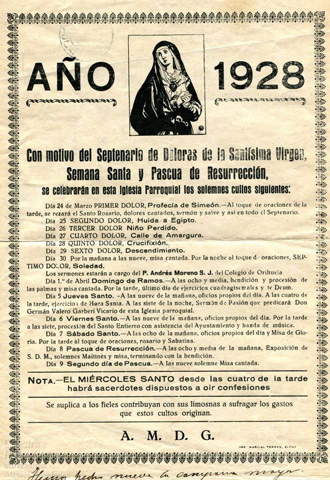 AÑO 1928
Con motivo del Septenario de Dolores de la Santísima Virgen,
Semana Santa y Pascua de Resurrección,
se celebrarán en esta Iglesia Parroquial los solemnes cultos siguientes:
Día 24 de Marzo PRIMER DOLOR, Profecía de Simeón.—Al toque de oraciones de la
tarde, se rezará el Santo Rosario, dolores cantados, sermón y salve y así en todo el Septenario.
Día 25 SEGUNDO DOLOR, Huida a Egipto.
Día 26 TERCER DOLOR Niño Perdido.
Día 27 CUARTO DOLOR, Calle de Amargura.
Día 28 QUINTO DOLOR, Crucifixión.
Día 29 SEXTO DOLOR, Descendimiento.
Día 30 Por la mañana a las nueve, misa cantada. Por la noche al toque de oraciones, SEP-
TIMO DOLOR, Soledad.
Los sermones estarán a cargo del P. Andrés Moreno S. J. del Colegio de Orihuela
Día 1.º de Abril Domingo de Ramos.—A las ocho y media, bendición y procesión de
las palmas y misa cantada. Por la tarde, último día de ejercicios cuadragesimales y Te Deum.
Día 5 Jueves Santo.—A las nueve de la mañana, oficios propios del día. A las cuatro de
la tarde, ejercicio de Hora Santa. A las siete de la noche, Sermón de Pasión que predicará Don
Germán Valero Garberí Vicario de esta Iglesia parroquial.
Día 6 Viernes Santo.—A las nueve de la mañana, oficios propios del día. Por la tarde
a las siete, procesión del Santo Entierro con asistencia del Ayuntamiento y banda de música.
Día 7 Sábado Santo.—A las ocho de la mañana, oficios propios del día y Misa de Glo-
ria. Por la tarde al toque de oraciones, rosario y Sabatina.
Día 8 Pascua de Resurrección.—A las ocho y media de la mañana, Exposición de
S. D. M., solemnes Maitines y misa, terminando con la bendición.
Día 9 Segundo día de Pascua.—A las nueve solemne Misa cantada.
NOTA.—EL MIÉRCOLES SANTO desde las cuatro de la tarde
habrá sacerdotes dispuestos a oir confesiones
Se suplica a los fieles contribuyan con sus limosnas a sufragar los gastos
que estos cultos originan.
A. M. D. G.
hecho nueva la campana mayor